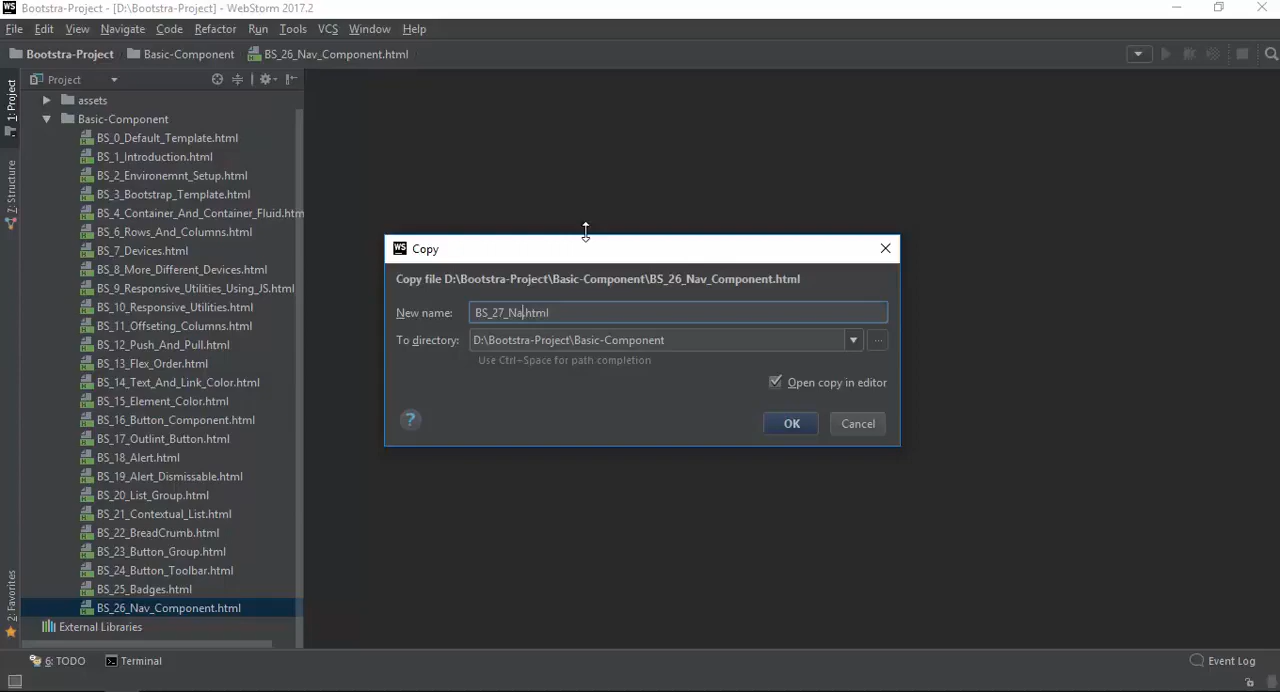 WS Bootstra-Project - [D:\Bootstra-Project] - WebStorm 2017.2
File Edit View Navigate Code Refactor Run Tools VCS Window Help
Bootstra-Project Basic-Component BS_26_Nav_Component.html
Project
1: Project
Z: Structure
2: Favorites
assets
Basic-Component
BS_0_Default_Template.html
BS_1_Introduction.html
BS_2_Environemnt_Setup.html
BS_3_Bootstrap_Template.html
BS_4_Container_And_Container_Fluid.htm
BS_6_Rows_And_Columns.html
BS_7_Devices.html
BS_8_More_Different_Devices.html
BS_9_Responsive_Utilities_Using_JS.html
BS_10_Responsive_Utilities.html
BS_11_Offseting_Columns.html
BS_12_Push_And_Pull.html
BS_13_Flex_Order.html
BS_14_Text_And_Link_Color.html
BS_15_Element_Color.html
BS_16_Button_Component.html
BS_17_Outlint_Button.html
BS_18_Alert.html
BS_19_Alert_Dismissable.html
BS_20_List_Group.html
BS_21_Contextual_List.html
BS_22_BreadCrumb.html
BS_23_Button_Group.html
BS_24_Button_Toolbar.html
BS_25_Badges.html
BS_26_Nav_Component.html
External Libraries
WS Copy
Copy file D:\Bootstra-Project\Basic-Component\BS_26_Nav_Component.html
New name: BS_27_Na.html
To directory: D:\Bootstra-Project\Basic-Component ...
Use Ctrl+Space for path completion
Open copy in editor
? OK Cancel
6: TODO Terminal Event Log